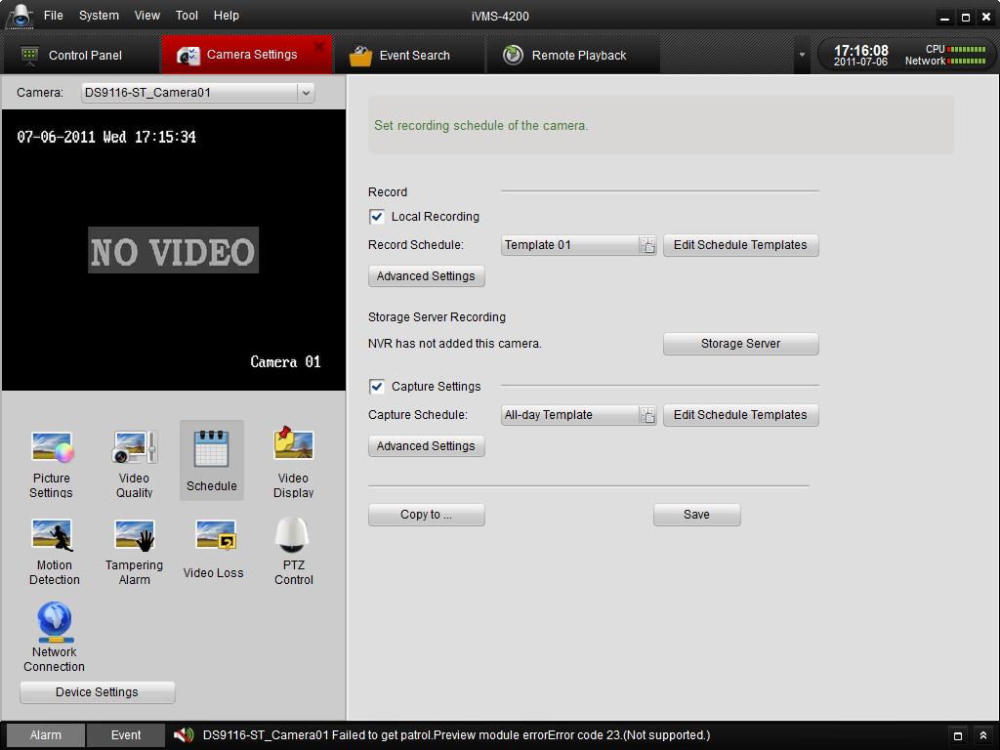 File System View Tool Help iVMS-4200
Control Panel Camera Settings Event Search Remote Playback
17:16:08 CPU
2011-07-06 Network
Camera: DS9116-ST_Camera01
07-06-2011 Wed 17:15:34
NO VIDEO
Camera 01
Picture Settings
Video Quality
Schedule
Video Display
Motion Detection
Tampering Alarm
Video Loss
PTZ Control
Network Connection
Device Settings
Set recording schedule of the camera.
Record
Local Recording
Record Schedule: Template 01 Edit Schedule Templates
Advanced Settings
Storage Server Recording
NVR has not added this camera. Storage Server
Capture Settings
Capture Schedule: All-day Template Edit Schedule Templates
Advanced Settings
Copy to ... Save
Alarm Event DS9116-ST_Camera01 Failed to get patrol.Preview module errorError code 23.(Not supported.)